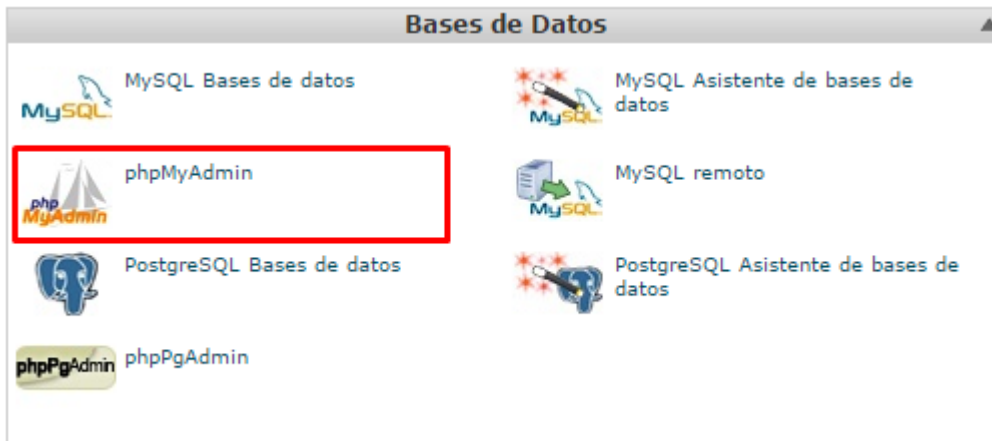 Bases de Datos
MySQL
MySQL Bases de datos
MySQL
MySQL Asistente de bases de
datos
php
MyAdmin
phpMyAdmin
MySQL
MySQL remoto
PostgreSQL Bases de datos
PostgreSQL Asistente de bases de
datos
phpPgAdmin
phpPgAdmin